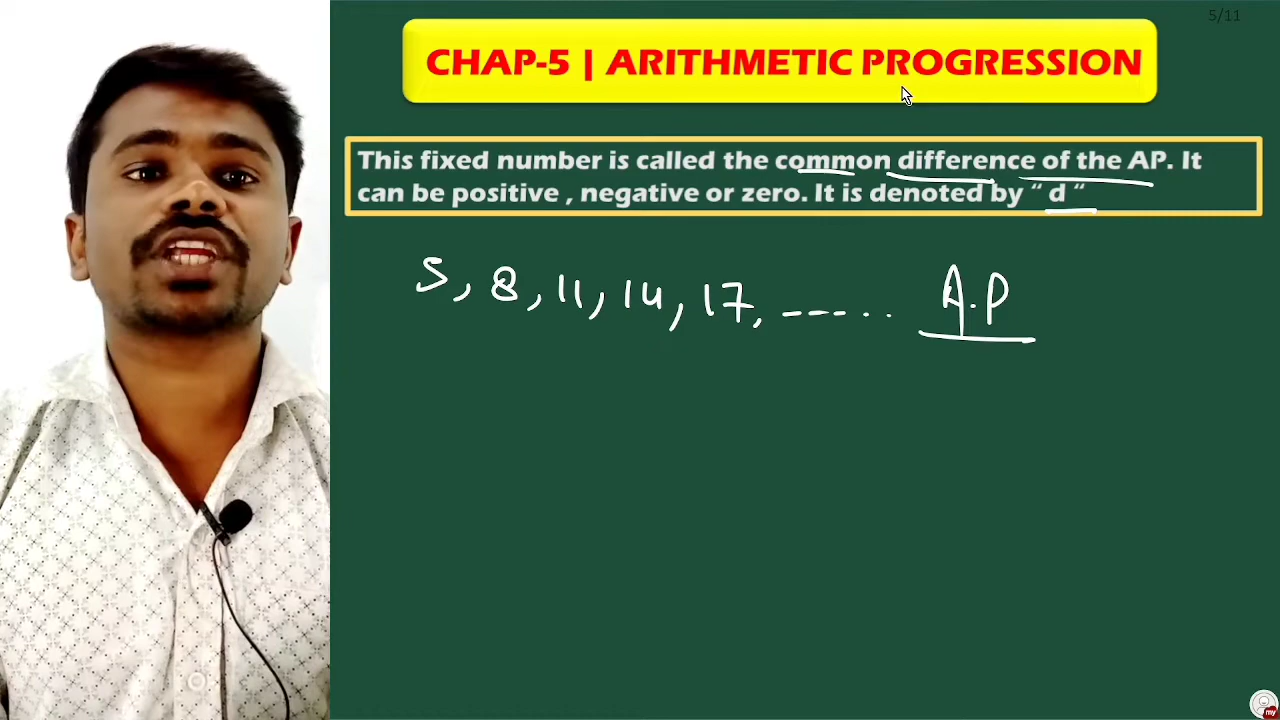 5/11
CHAP-5 | ARITHMETIC PROGRESSION
This fixed number is called the common difference of the AP. It
can be positive , negative or zero. It is denoted by “ d “
5, 8, 11, 14, 17, ----.. A.P
my